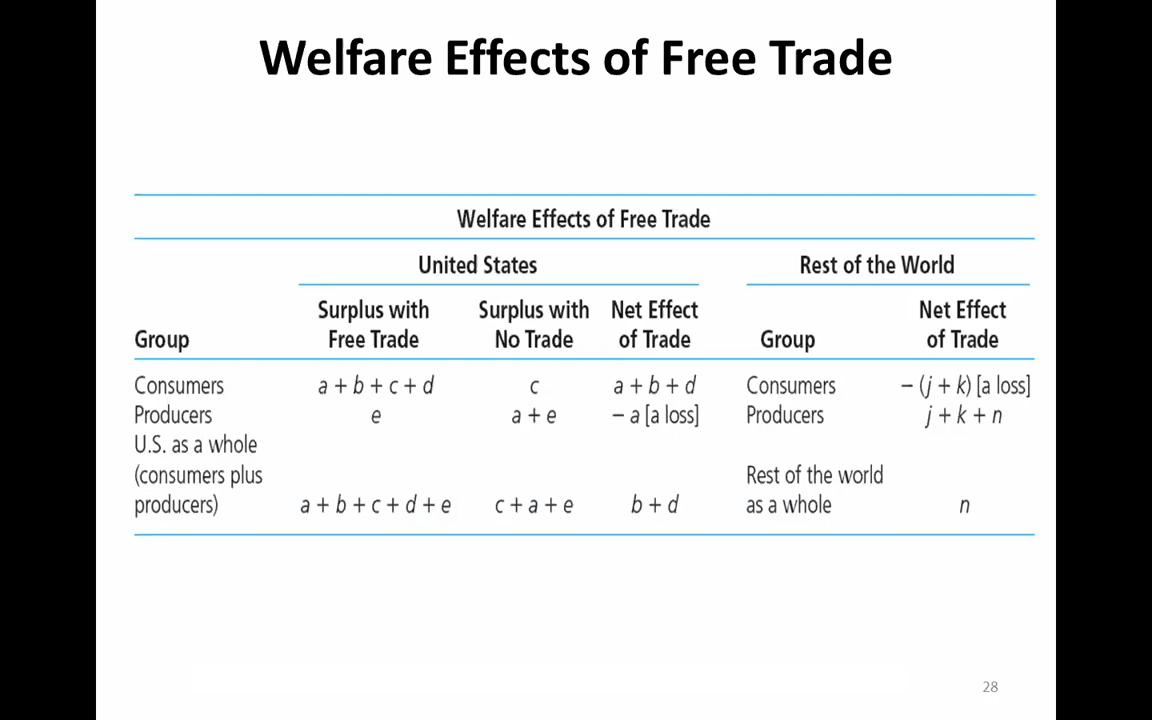 Welfare Effects of Free Trade
Welfare Effects of Free Trade
United States Rest of the World
Surplus with Surplus with Net Effect Net Effect
Group Free Trade No Trade of Trade Group of Trade
Consumers a + b + c + d c a + b + d Consumers – (j + k) [a loss]
Producers e a + e – a [a loss] Producers j + k + n
U.S. as a whole
(consumers plus Rest of the world
producers) a + b + c + d + e c + a + e b + d as a whole n
28